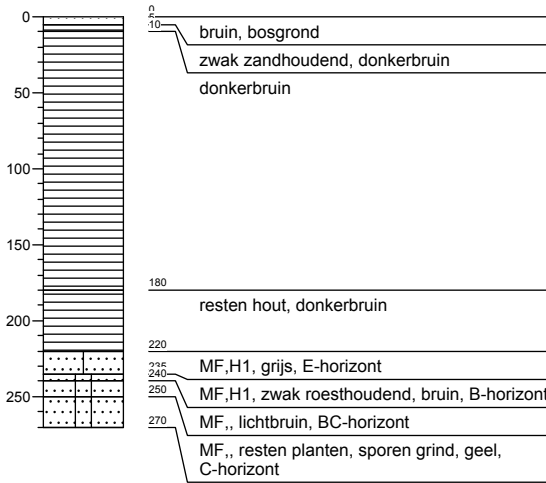 0
0
5
10
bruin, bosgrond
zwak zandhoudend, donkerbruin
donkerbruin
50
100
150
180
resten hout, donkerbruin
200
220
MF,H1, grijs, E-horizont
235
240
MF,H1, zwak roesthoudend, bruin, B-horizont
250
250
MF,, lichtbruin, BC-horizont
270
MF,, resten planten, sporen grind, geel,
C-horizont